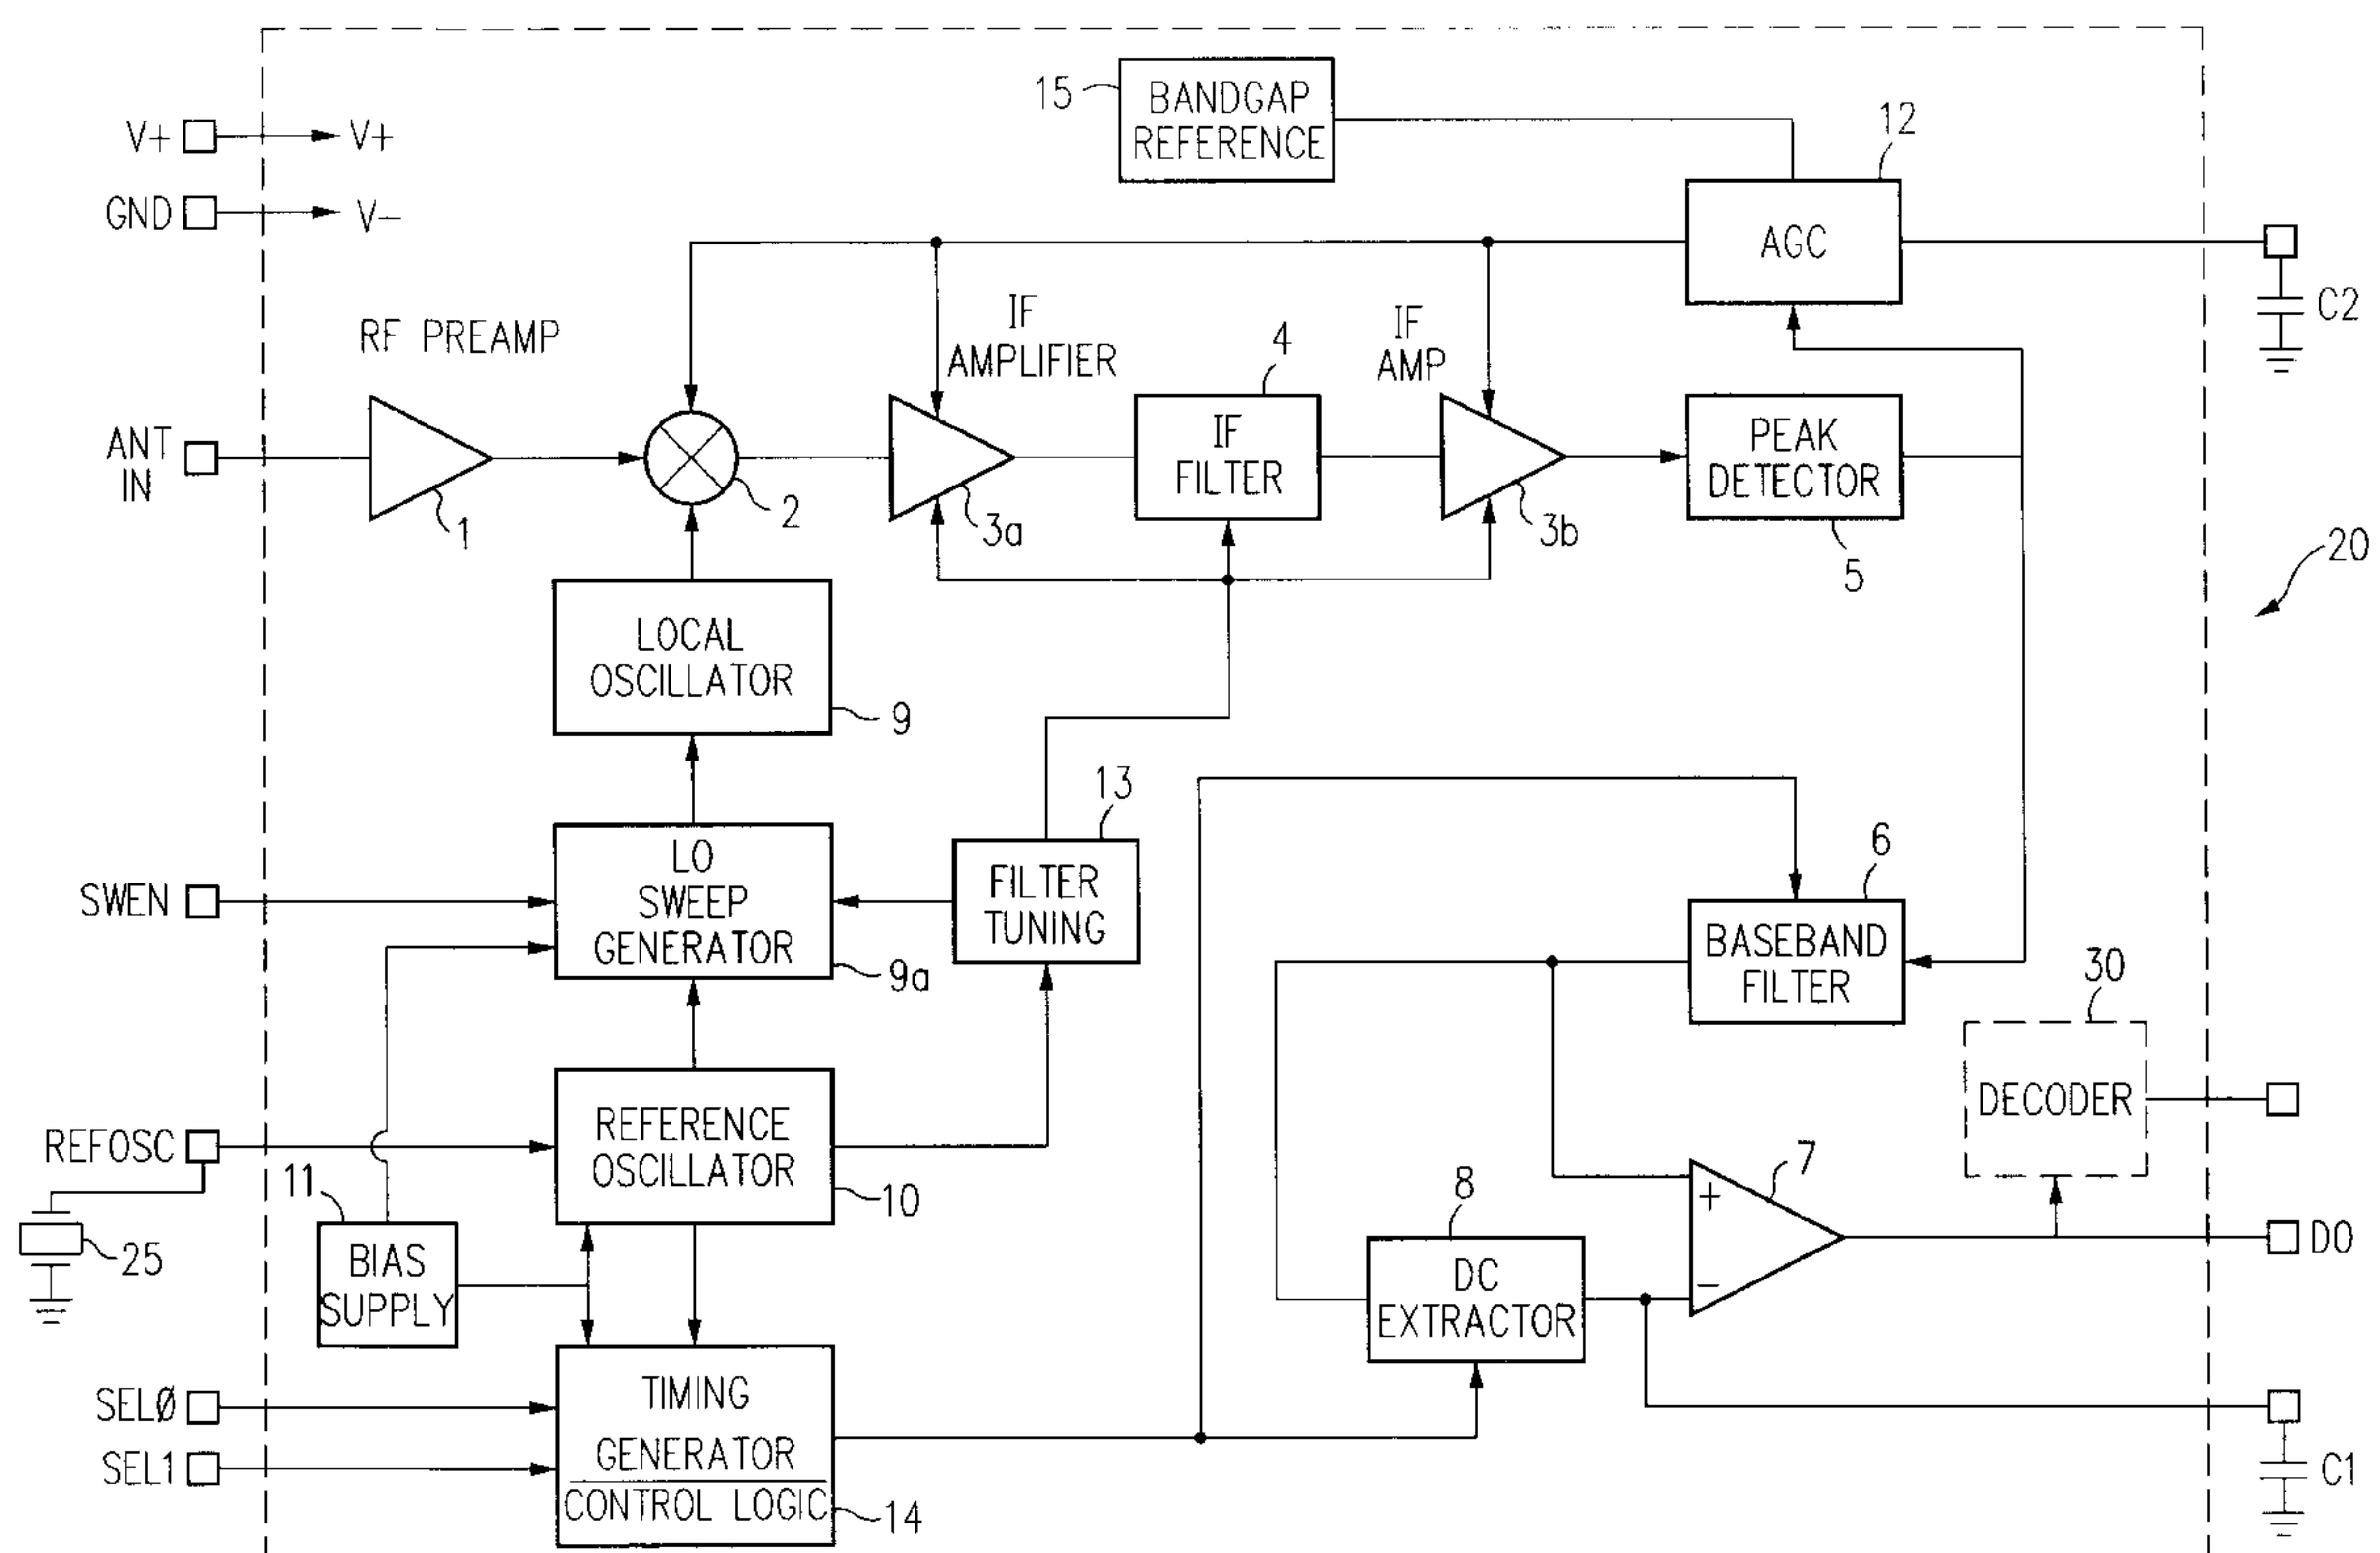 15
BANDGAP
REFERENCE
12
V+
V+
GND
V–
AGC
C2
RF PREAMP
IF
AMPLIFIER
4
IF
AMP
ANT
IN
1
2
3a
IF
FILTER
3b
PEAK
DETECTOR
5
20
LOCAL
OSCILLATOR
9
13
SWEN
LO
SWEEP
GENERATOR
9a
FILTER
TUNING
6
BASEBAND
FILTER
30
DECODER
REFOSC
REFERENCE
OSCILLATOR
10
11
BIAS
SUPPLY
25
8
DC
EXTRACTOR
7
+
–
DO
SELØ
SEL1
TIMING
GENERATOR
CONTROL LOGIC
14
C1